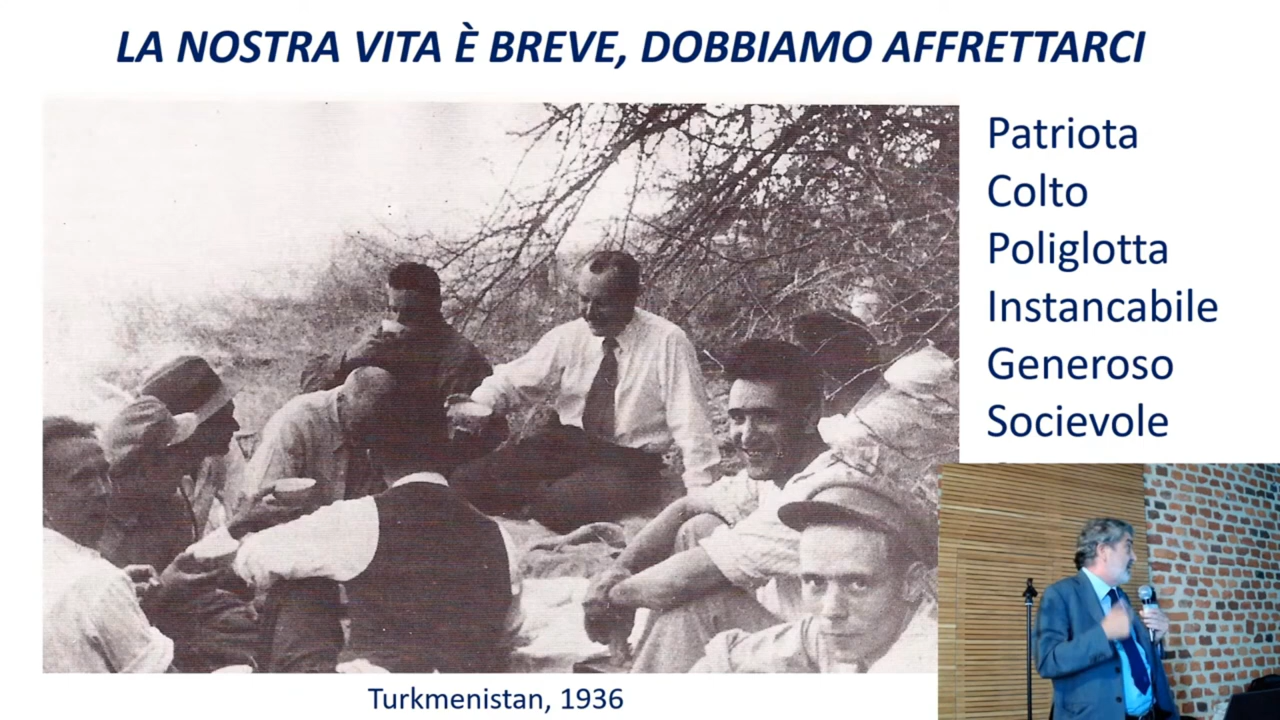 LA NOSTRA VITA È BREVE, DOBBIAMO AFFRETTARCI
Patriota
Colto
Poliglotta
Instancabile
Generoso
Socievole
Turkmenistan, 1936